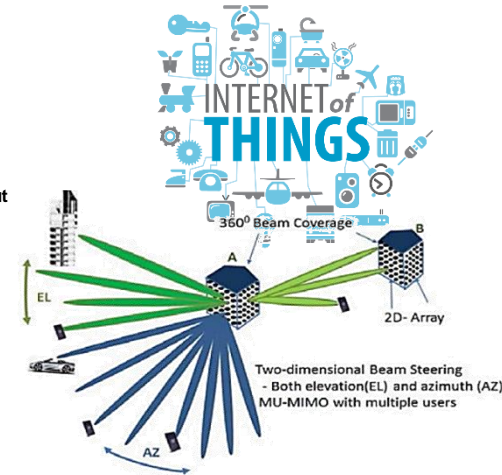 INTERNET of
THINGS
ut
360⁰ Beam Coverage
A
B
EL
2D- Array
Two-dimensional Beam Steering
- Both elevation(EL) and azimuth (AZ)
MU-MIMO with multiple users
AZ